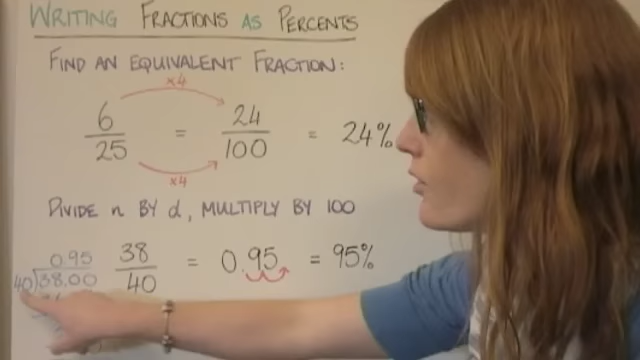 WRITING FRACTIONS AS PERCENTS
FIND AN EQUIVALENT FRACTION:
×4
6/25 = 24/100 = 24%
×4
DIVIDE n BY d, MULTIPLY BY 100
0.95
40)38.00
38/40 = 0.95 = 95%